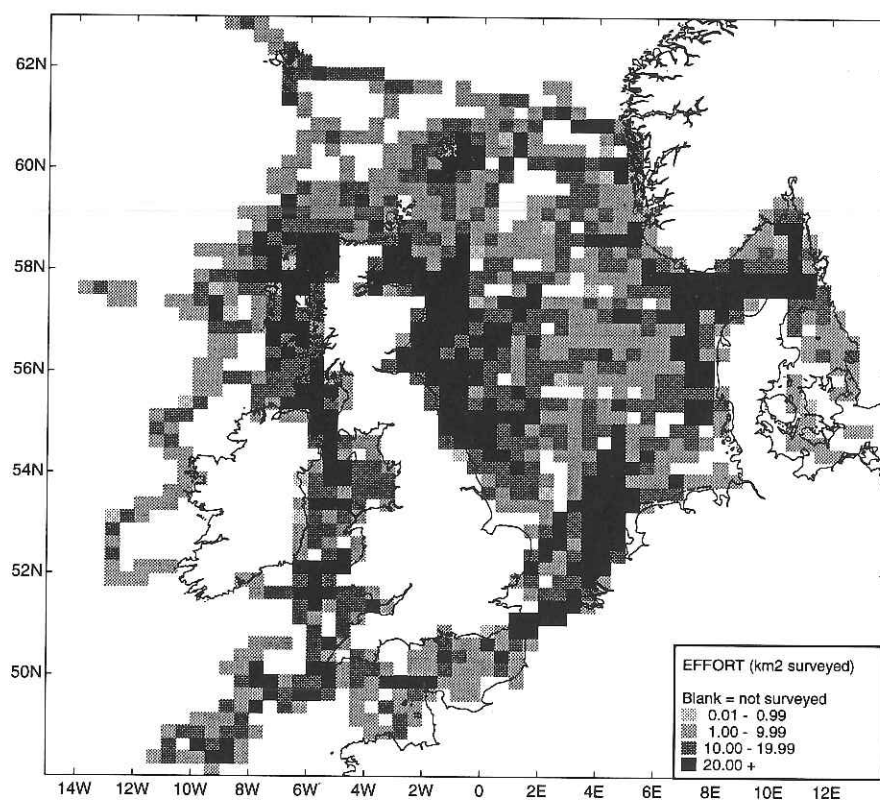 62N
60N
58N
56N
54N
52N
50N
EFFORT (km2 surveyed)
Blank = not surveyed
0.01 - 0.99
1.00 - 9.99
10.00 - 19.99
20.00 +
14W 12W 10W 8W 6W 4W 2W 0 2E 4E 6E 8E 10E 12E